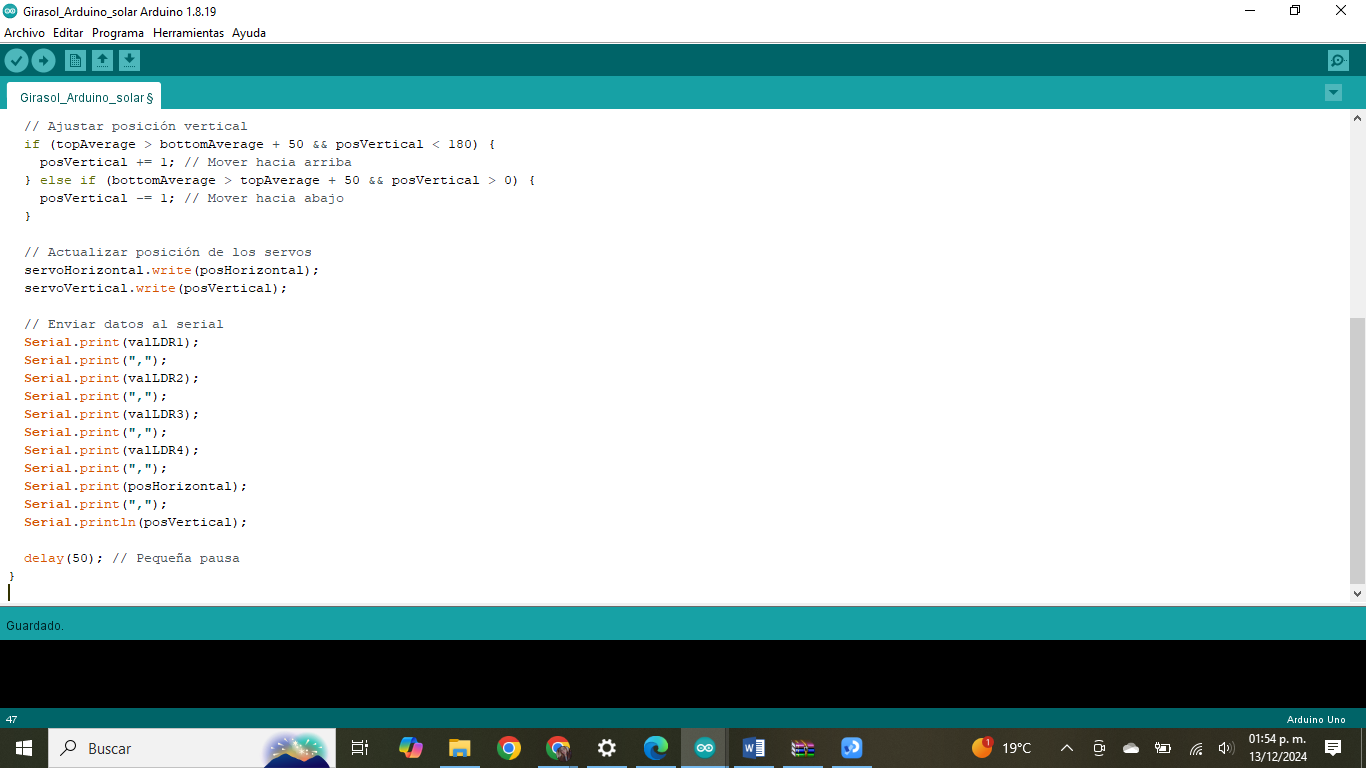 Girasol_Arduino_solar Arduino 1.8.19
Archivo Editar Programa Herramientas Ayuda
Girasol_Arduino_solar §
// Ajustar posición vertical
if (topAverage > bottomAverage + 50 && posVertical < 180) {
posVertical += 1; // Mover hacia arriba
} else if (bottomAverage > topAverage + 50 && posVertical > 0) {
posVertical -= 1; // Mover hacia abajo
}
// Actualizar posición de los servos
servoHorizontal.write(posHorizontal);
servoVertical.write(posVertical);
// Enviar datos al serial
Serial.print(valLDR1);
Serial.print(",");
Serial.print(valLDR2);
Serial.print(",");
Serial.print(valLDR3);
Serial.print(",");
Serial.print(valLDR4);
Serial.print(",");
Serial.print(posHorizontal);
Serial.print(",");
Serial.println(posVertical);
delay(50); // Pequeña pausa
}
Guardado.
47 Arduino Uno
Buscar 1 19°C 01:54 p. m.
13/12/2024